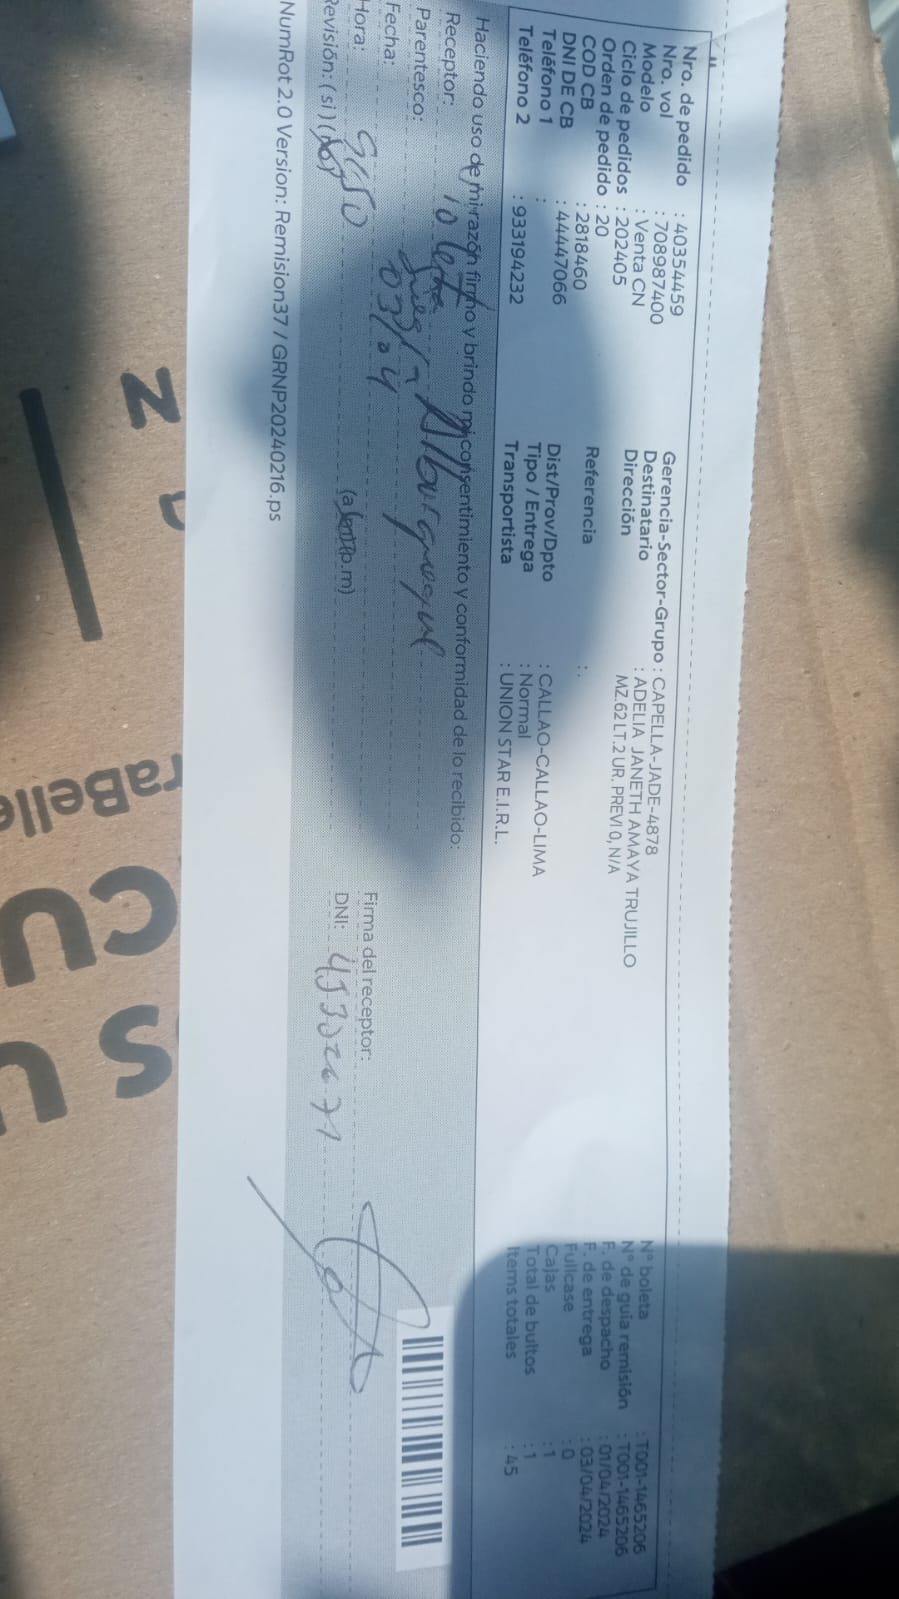 Nro. de pedido : 40354459
Nro. vol : 708987400
Modelo : Venta CN
Ciclo de pedidos : 202405
Orden de pedido : 20
COD CB : 2818460
DNI DE CB : 44447066
Teléfono 1 :
Teléfono 2 : 933194232
Gerencia-Sector-Grupo : CAPELLA-JADE-4878
Destinatario : ADELIA JANETH AMAYA TRUJILLO
Dirección MZ.62 LT.2 UR. PREVI 0, N/A
Referencia : .
Dist/Prov/Dpto : CALLAO-CALLAO-LIMA
Tipo / Entrega : Normal
Transportista : UNION STAR E.I.R.L.
N° boleta : T001-1465206
N° de guía remisión : T001-1465206
F. de despacho : 01/04/2024
F. de entrega : 03/04/2024
Fullcase : 0
Cajas : 1
Total de bultos : 1
Items totales : 45
Haciendo uso de mi razón firmo y brindo mi consentimiento y conformidad de lo recibido:
Receptor:
Parentesco:
Fecha:
Hora: (a.m/p.m)
Revisión: (si) (no)
Firma del receptor:
DNI:
NumRot 2.0 Version: Remision37 / GRNP20240216.ps
raBelle
CU
S